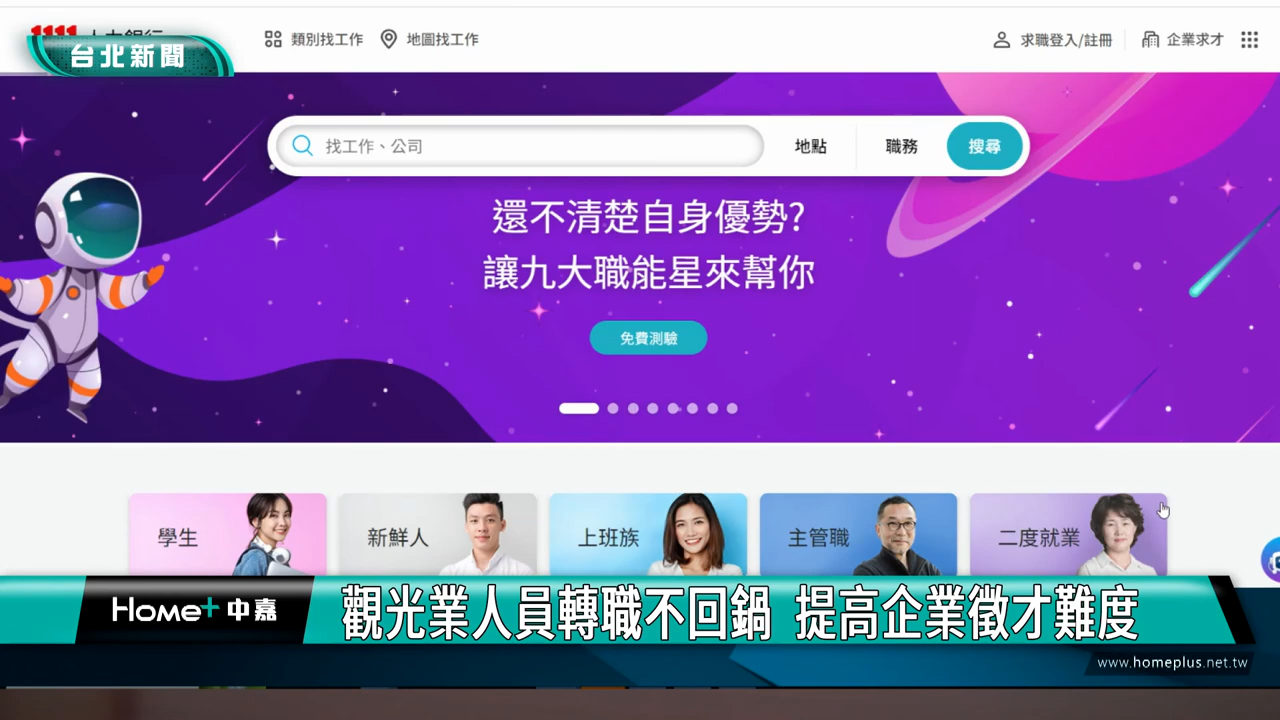 1111
台北新聞
類別找工作
地圖找工作
求職登入/註冊
企業求才
找工作、公司
地點
職務
搜尋
還不清楚自身優勢?
讓九大職能星來幫你
免費測驗
學生
新鮮人
上班族
主管職
二度就業
Home+中嘉
觀光業人員轉職不回鍋 提高企業徵才難度
www.homeplus.net.tw